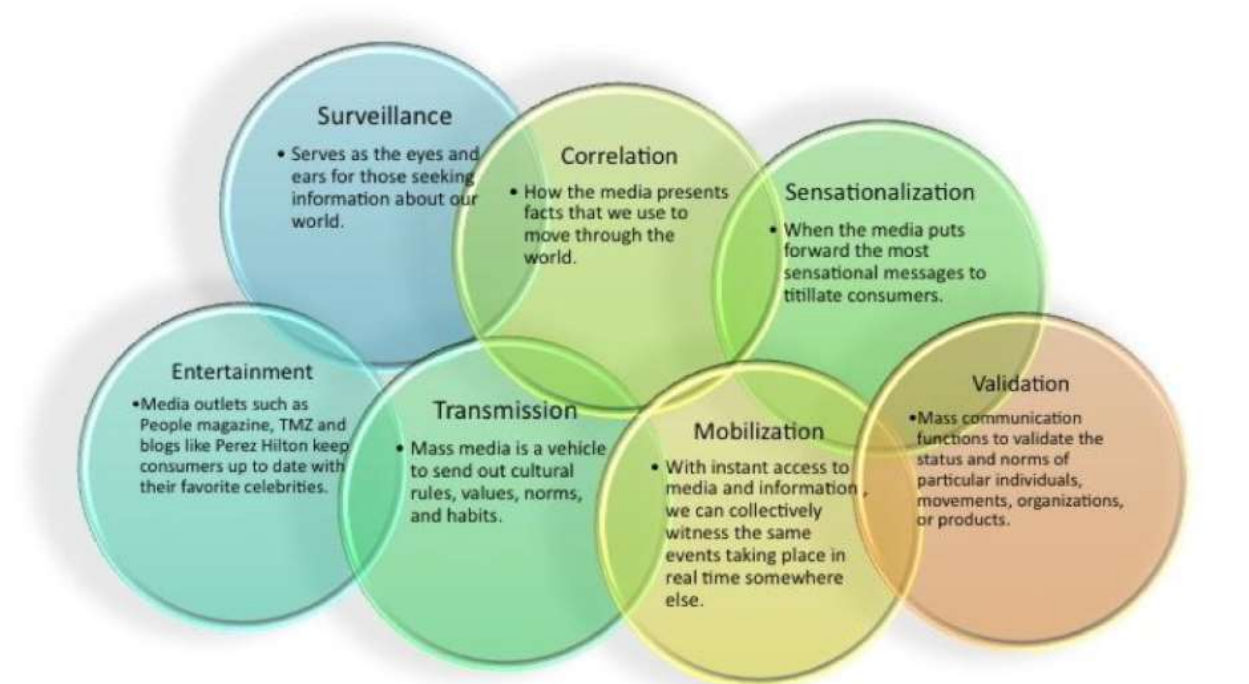 Surveillance
• Serves as the eyes and
ears for those seeking
information about our
world.
Correlation
• How the media presents
facts that we use to
move through the
world.
Sensationalization
• When the media puts
forward the most
sensational messages to
titillate consumers.
Entertainment
•Media outlets such as
People magazine, TMZ and
blogs like Perez Hilton keep
consumers up to date with
their favorite celebrities.
Transmission
• Mass media is a vehicle
to send out cultural
rules, values, norms,
and habits.
Mobilization
• With instant access to
media and information ,
we can collectively
witness the same
events taking place in
real time somewhere
else.
Validation
•Mass communication
functions to validate the
status and norms of
particular individuals,
movements, organizations,
or products.